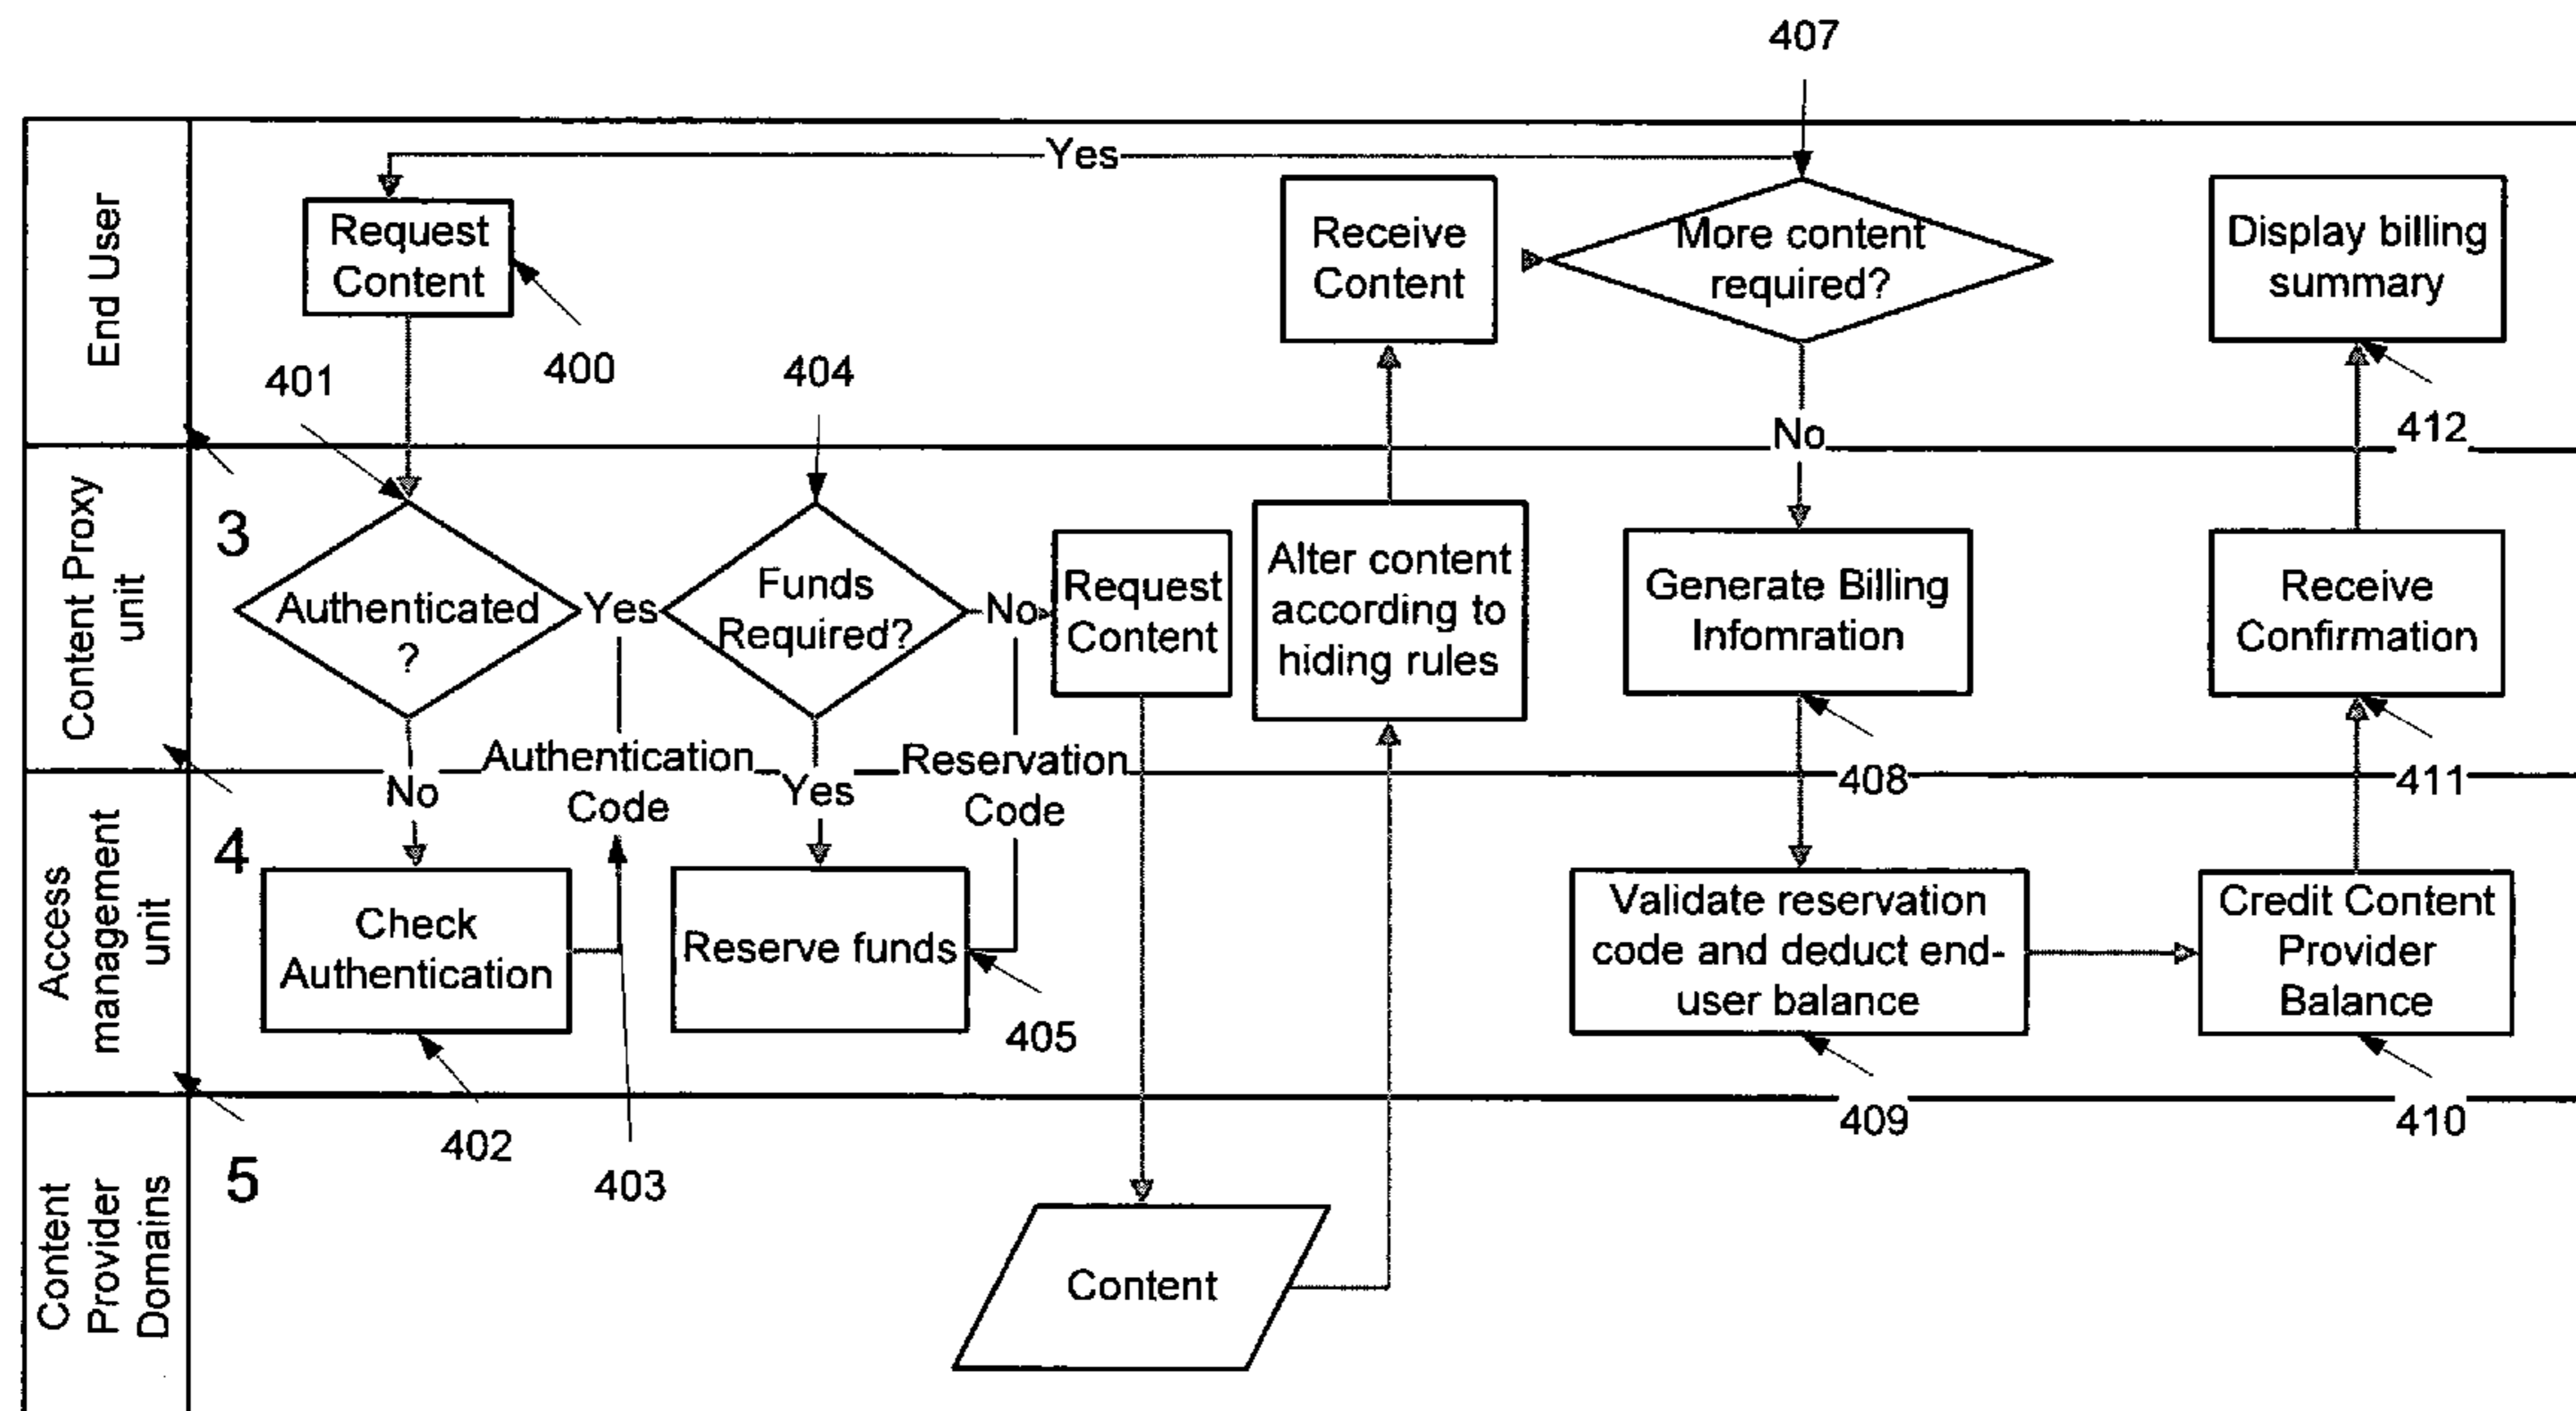 407
End User
Yes
Request
Content
400
Receive
Content
More content
required?
Display billing
summary
401
404
No
412
Content Proxy
unit
3
Authenticated
?
Yes
Funds
Required?
No
Request
Content
Alter content
according to
hiding rules
Generate Billing
Infomration
Receive
Confirmation
No
Authentication
Code
Yes
Reservation
Code
408
411
Access
management
unit
4
Check
Authentication
Reserve funds
405
Validate reservation
code and deduct end-
user balance
Credit Content
Provider
Balance
402
403
409
410
Content
Provider
Domains
5
Content